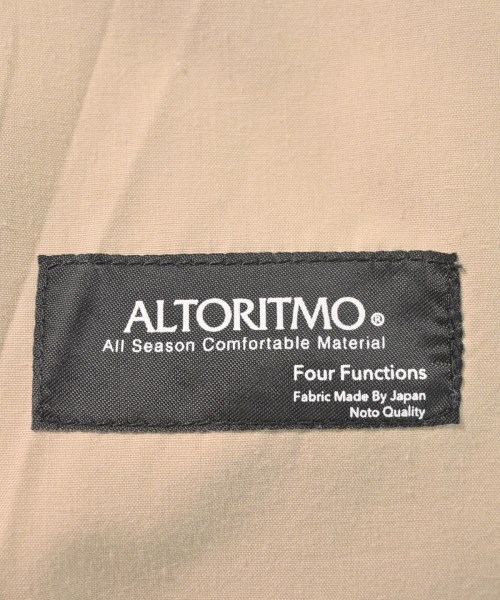 ALTORITMO®
All Season Comfortable Material
Four Functions
Fabric Made By Japan
Noto Quality